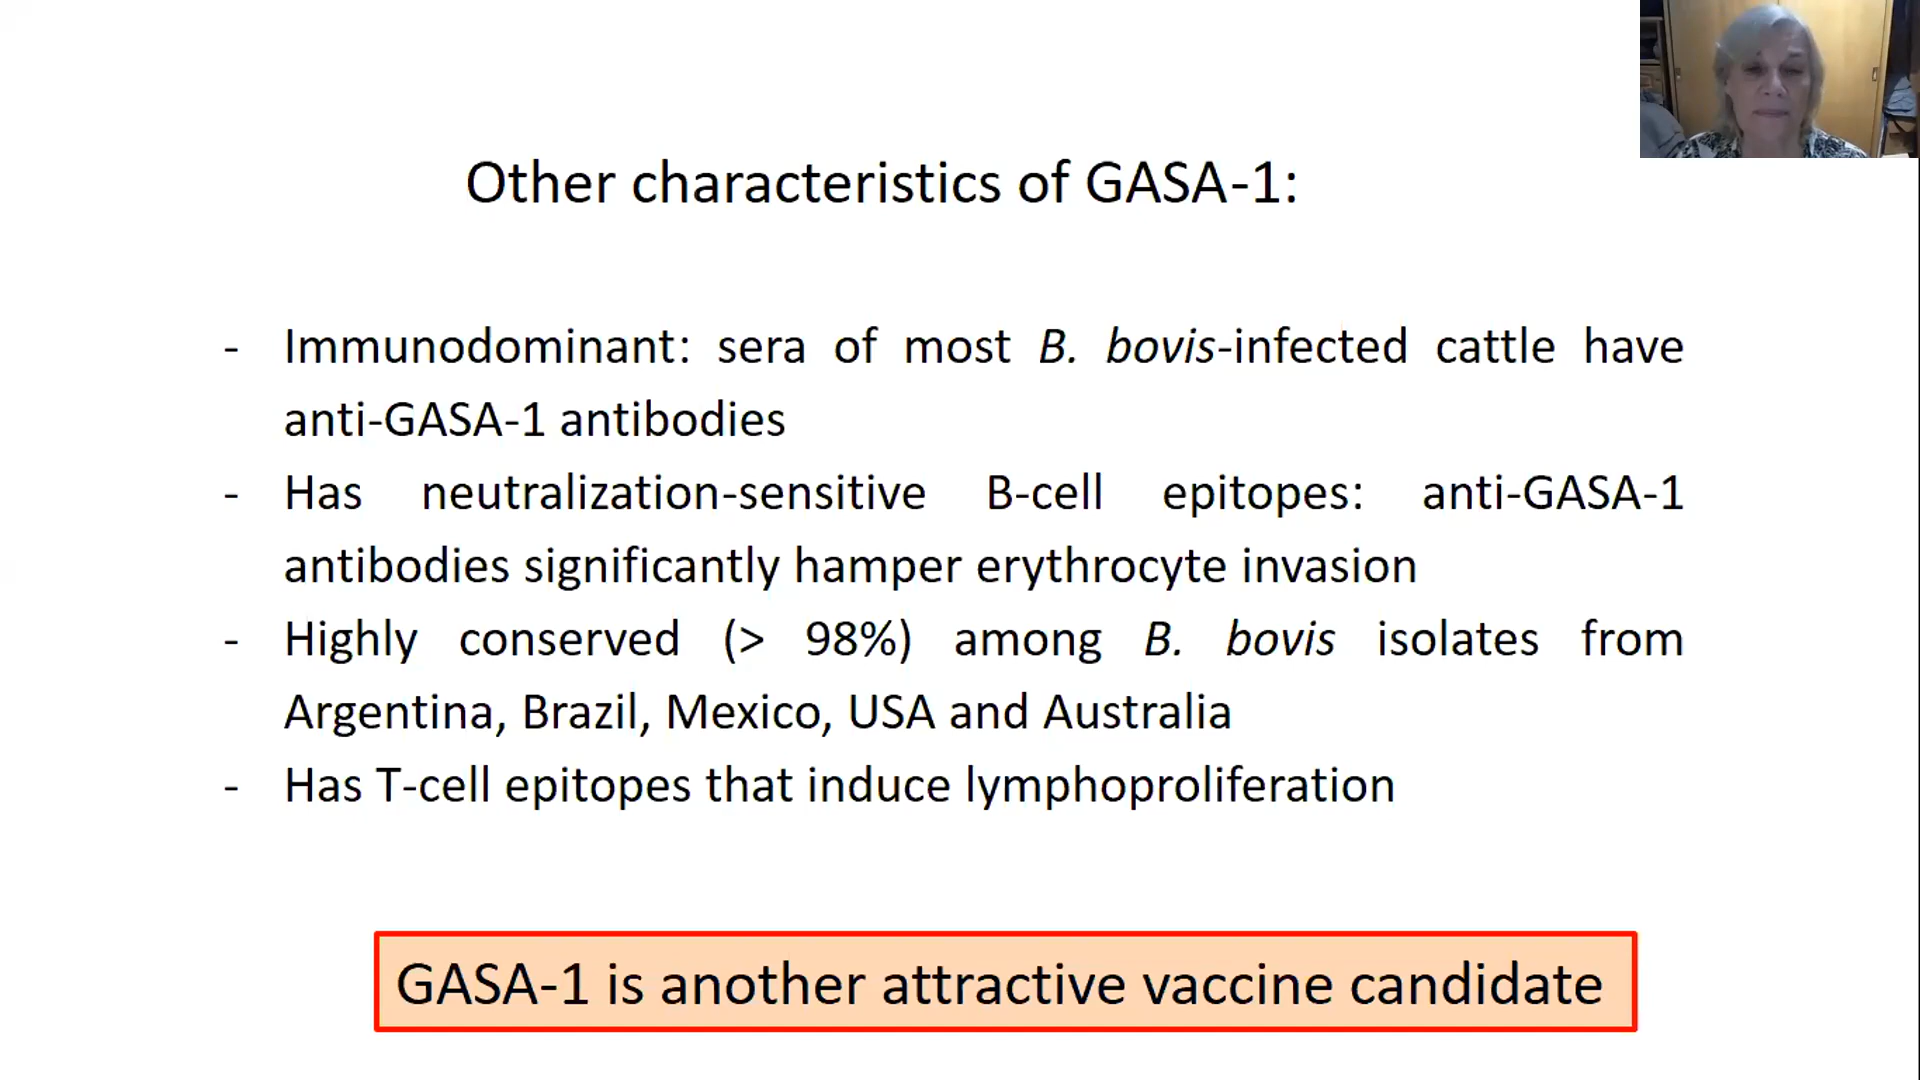 Other characteristics of GASA-1:
- Immunodominant: sera of most B. bovis-infected cattle have
anti-GASA-1 antibodies
- Has neutralization-sensitive B-cell epitopes: anti-GASA-1
antibodies significantly hamper erythrocyte invasion
- Highly conserved (> 98%) among B. bovis isolates from
Argentina, Brazil, Mexico, USA and Australia
- Has T-cell epitopes that induce lymphoproliferation
GASA-1 is another attractive vaccine candidate